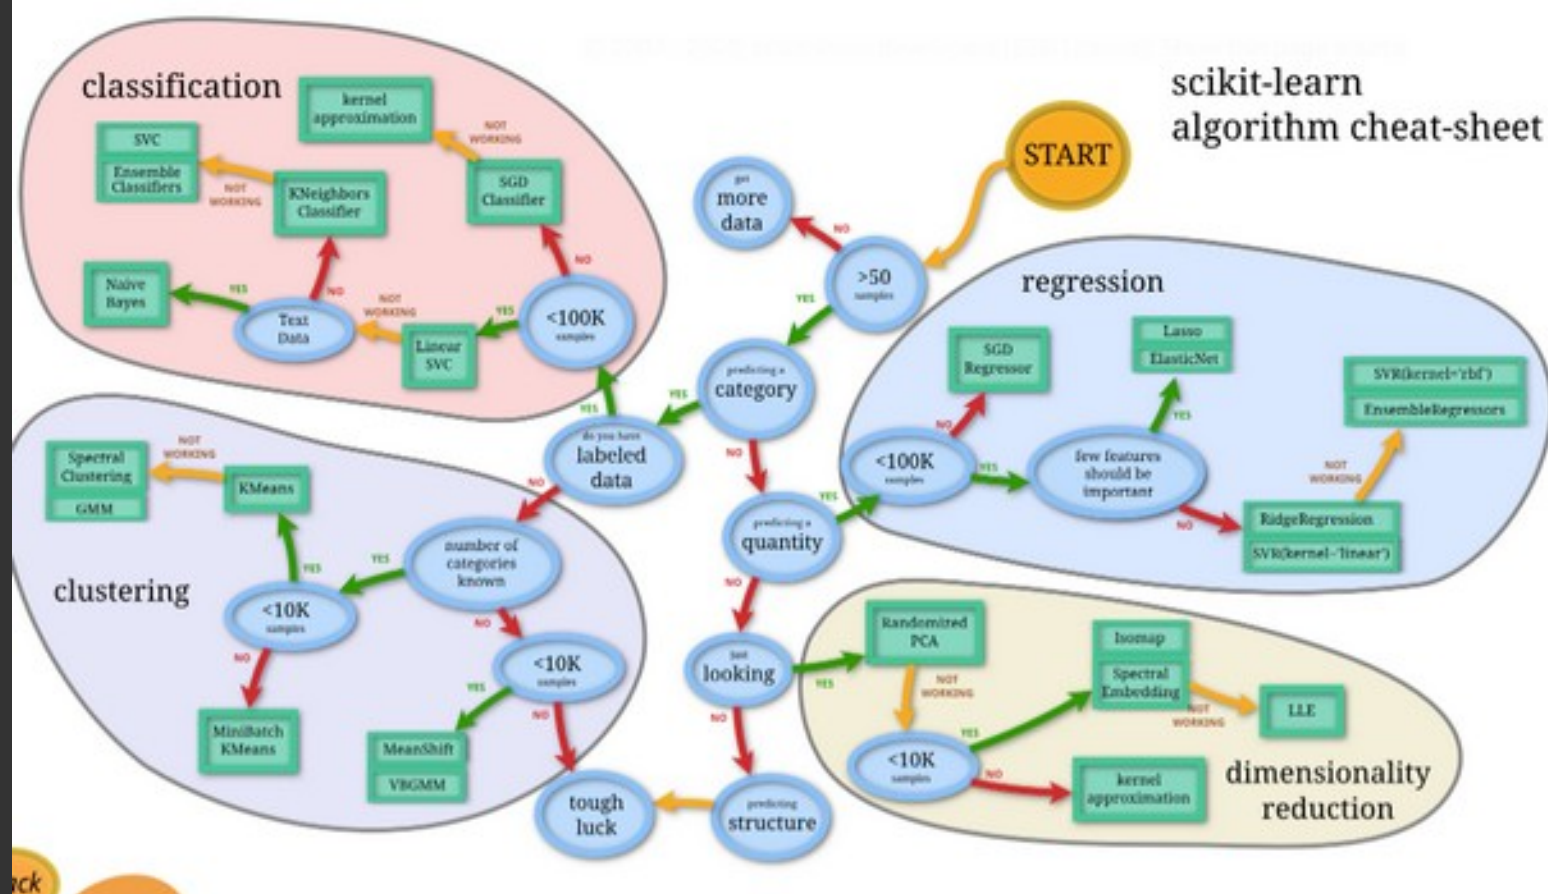 scikit-learn
algorithm cheat-sheet
START
classification
kernel
approximation
NOT
WORKING
SVC
Ensemble
Classifiers
NOT
WORKING
KNeighbors
Classifier
SGD
Classifier
NO
Naive
Bayes
YES
NO
Text
Data
NOT
WORKING
Linear
SVC
YES
<100K
samples
YES
get
more
data
NO
>50
samples
YES
predicting a
category
YES
NO
do you have
labeled
data
NO
predicting a
quantity
YES
NO
just
looking
YES
NO
predicting
structure
tough
luck
regression
SGD
Regressor
NO
<100K
samples
YES
Lasso
ElasticNet
YES
few features
should be
important
NO
SVR(kernel='rbf')
EnsembleRegressors
NOT
WORKING
RidgeRegression
SVR(kernel='linear')
clustering
Spectral
Clustering
GMM
NOT
WORKING
KMeans
YES
<10K
samples
NO
MiniBatch
KMeans
YES
number of
categories
known
NO
<10K
samples
YES
NO
MeanShift
VBGMM
dimensionality
reduction
Randomized
PCA
NOT
WORKING
<10K
samples
YES
NO
Isomap
Spectral
Embedding
NOT
WORKING
LLE
kernel
approximation